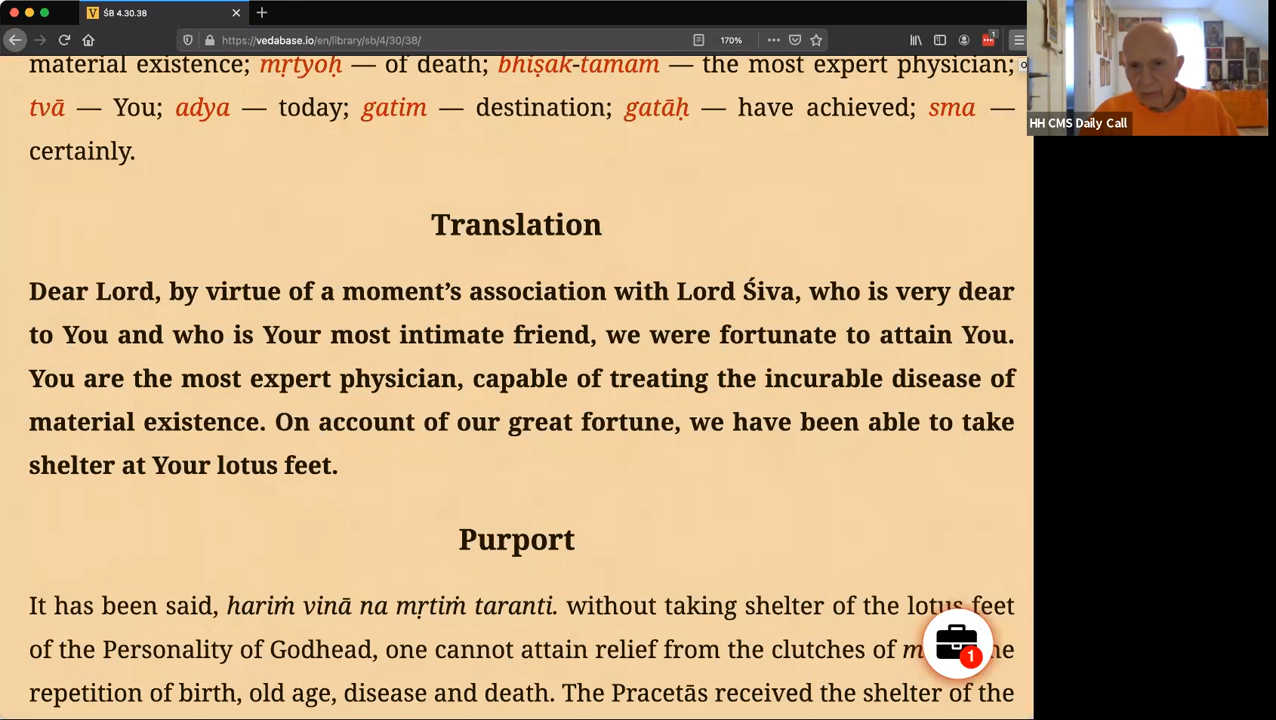 ŚB 4.30.38
https://vedabase.io/en/library/sb/4/30/38/
170%
1
material existence; mṛtyoḥ — of death; bhiṣak-tamam — the most expert physician;
tvā — You; adya — today; gatim — destination; gatāḥ — have achieved; sma —
certainly.
HH CMS Daily Call
Translation
Dear Lord, by virtue of a moment’s association with Lord Śiva, who is very dear
to You and who is Your most intimate friend, we were fortunate to attain You.
You are the most expert physician, capable of treating the incurable disease of
material existence. On account of our great fortune, we have been able to take
shelter at Your lotus feet.
Purport
It has been said, hariṁ vinā na mṛtiṁ taranti. without taking shelter of the lotus feet
of the Personality of Godhead, one cannot attain relief from the clutches of
repetition of birth, old age, disease and death. The Pracetās received the shelter of the
1